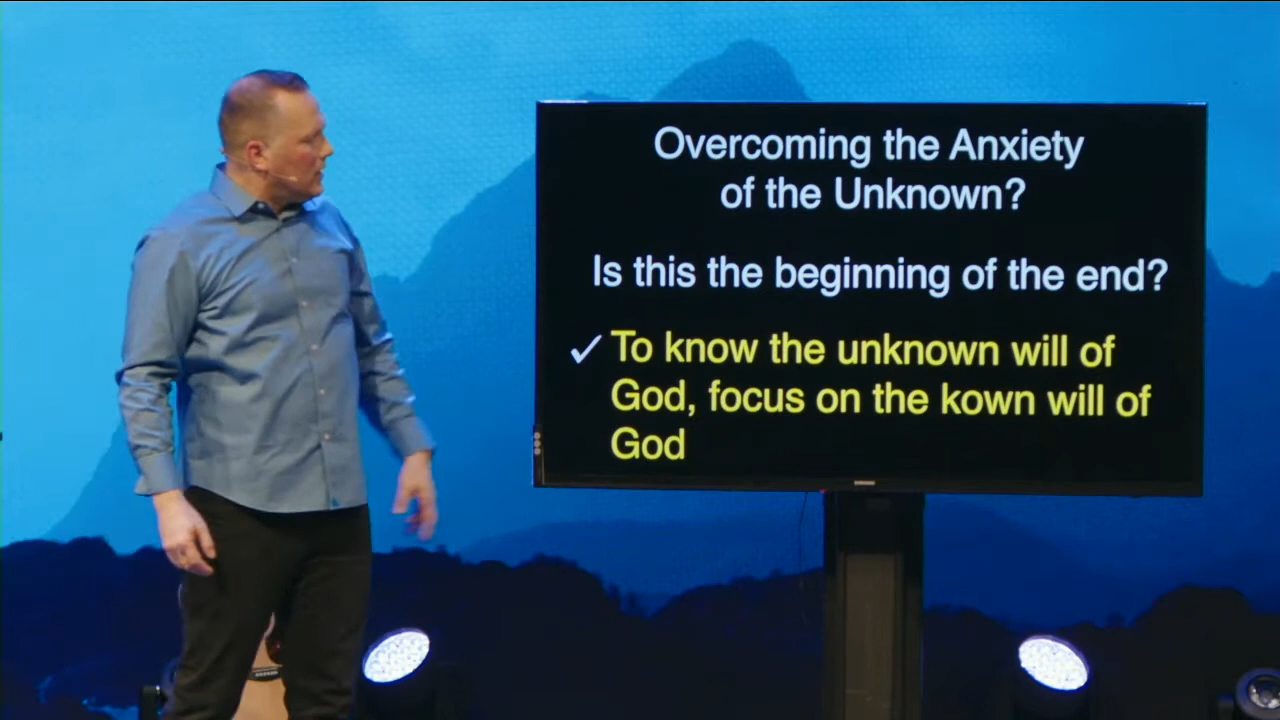 Overcoming the Anxiety
of the Unknown?
Is this the beginning of the end?
✓ To know the unknown will of
God, focus on the kown will of
God